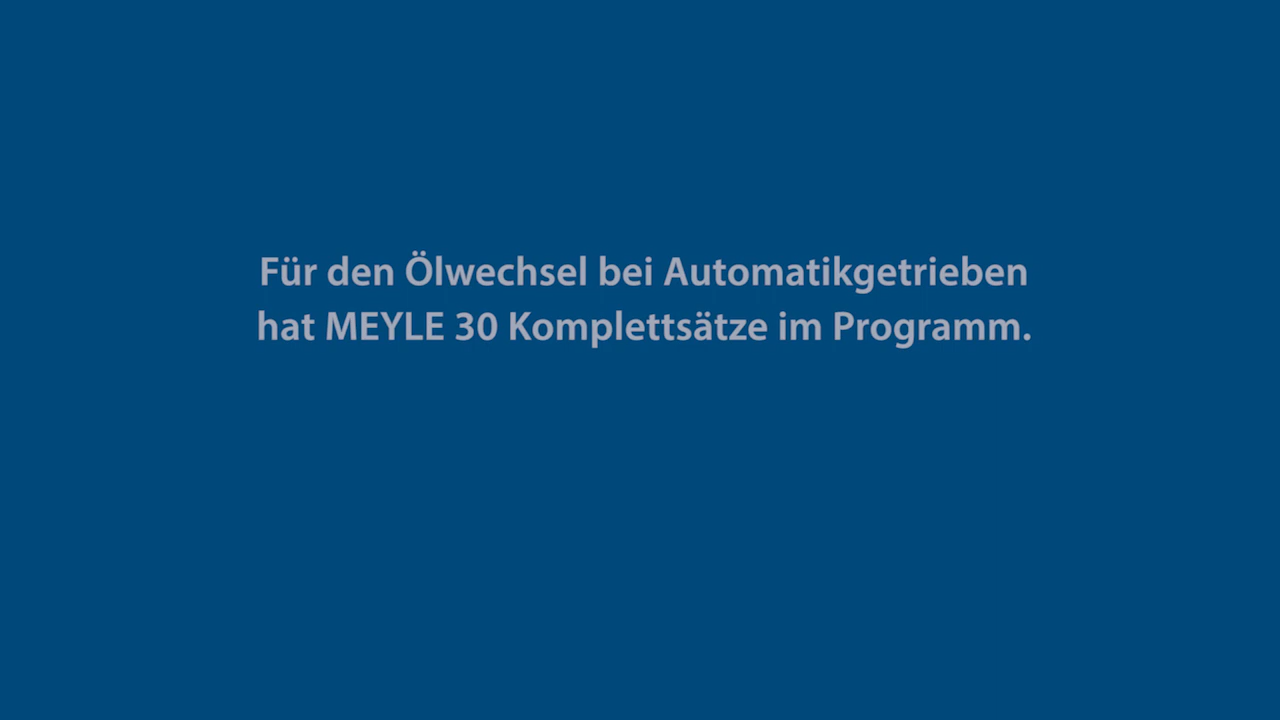 Für den Ölwechsel bei Automatikgetrieben
hat MEYLE 30 Komplettsätze im Programm.